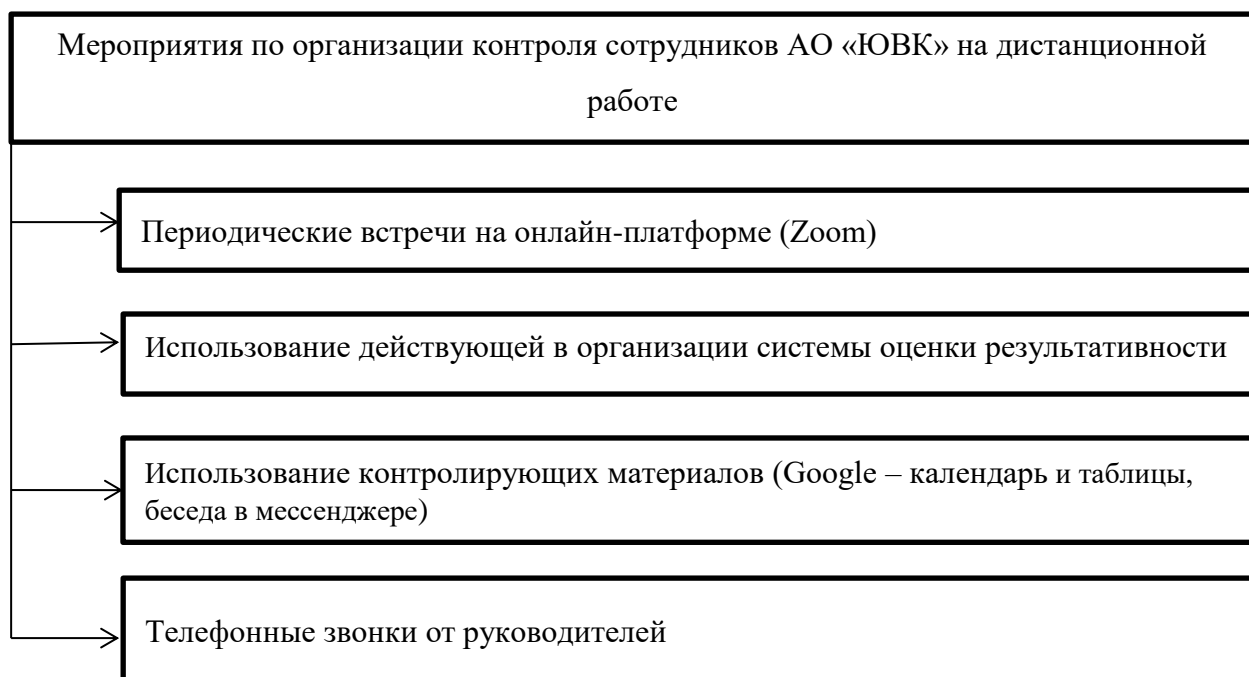 Мероприятия по организации контроля сотрудников АО «ЮВК» на дистанционной
работе
Периодические встречи на онлайн-платформе (Zoom)
Использование действующей в организации системы оценки результативности
Использование контролирующих материалов (Google – календарь и таблицы,
беседа в мессенджере)
Телефонные звонки от руководителей